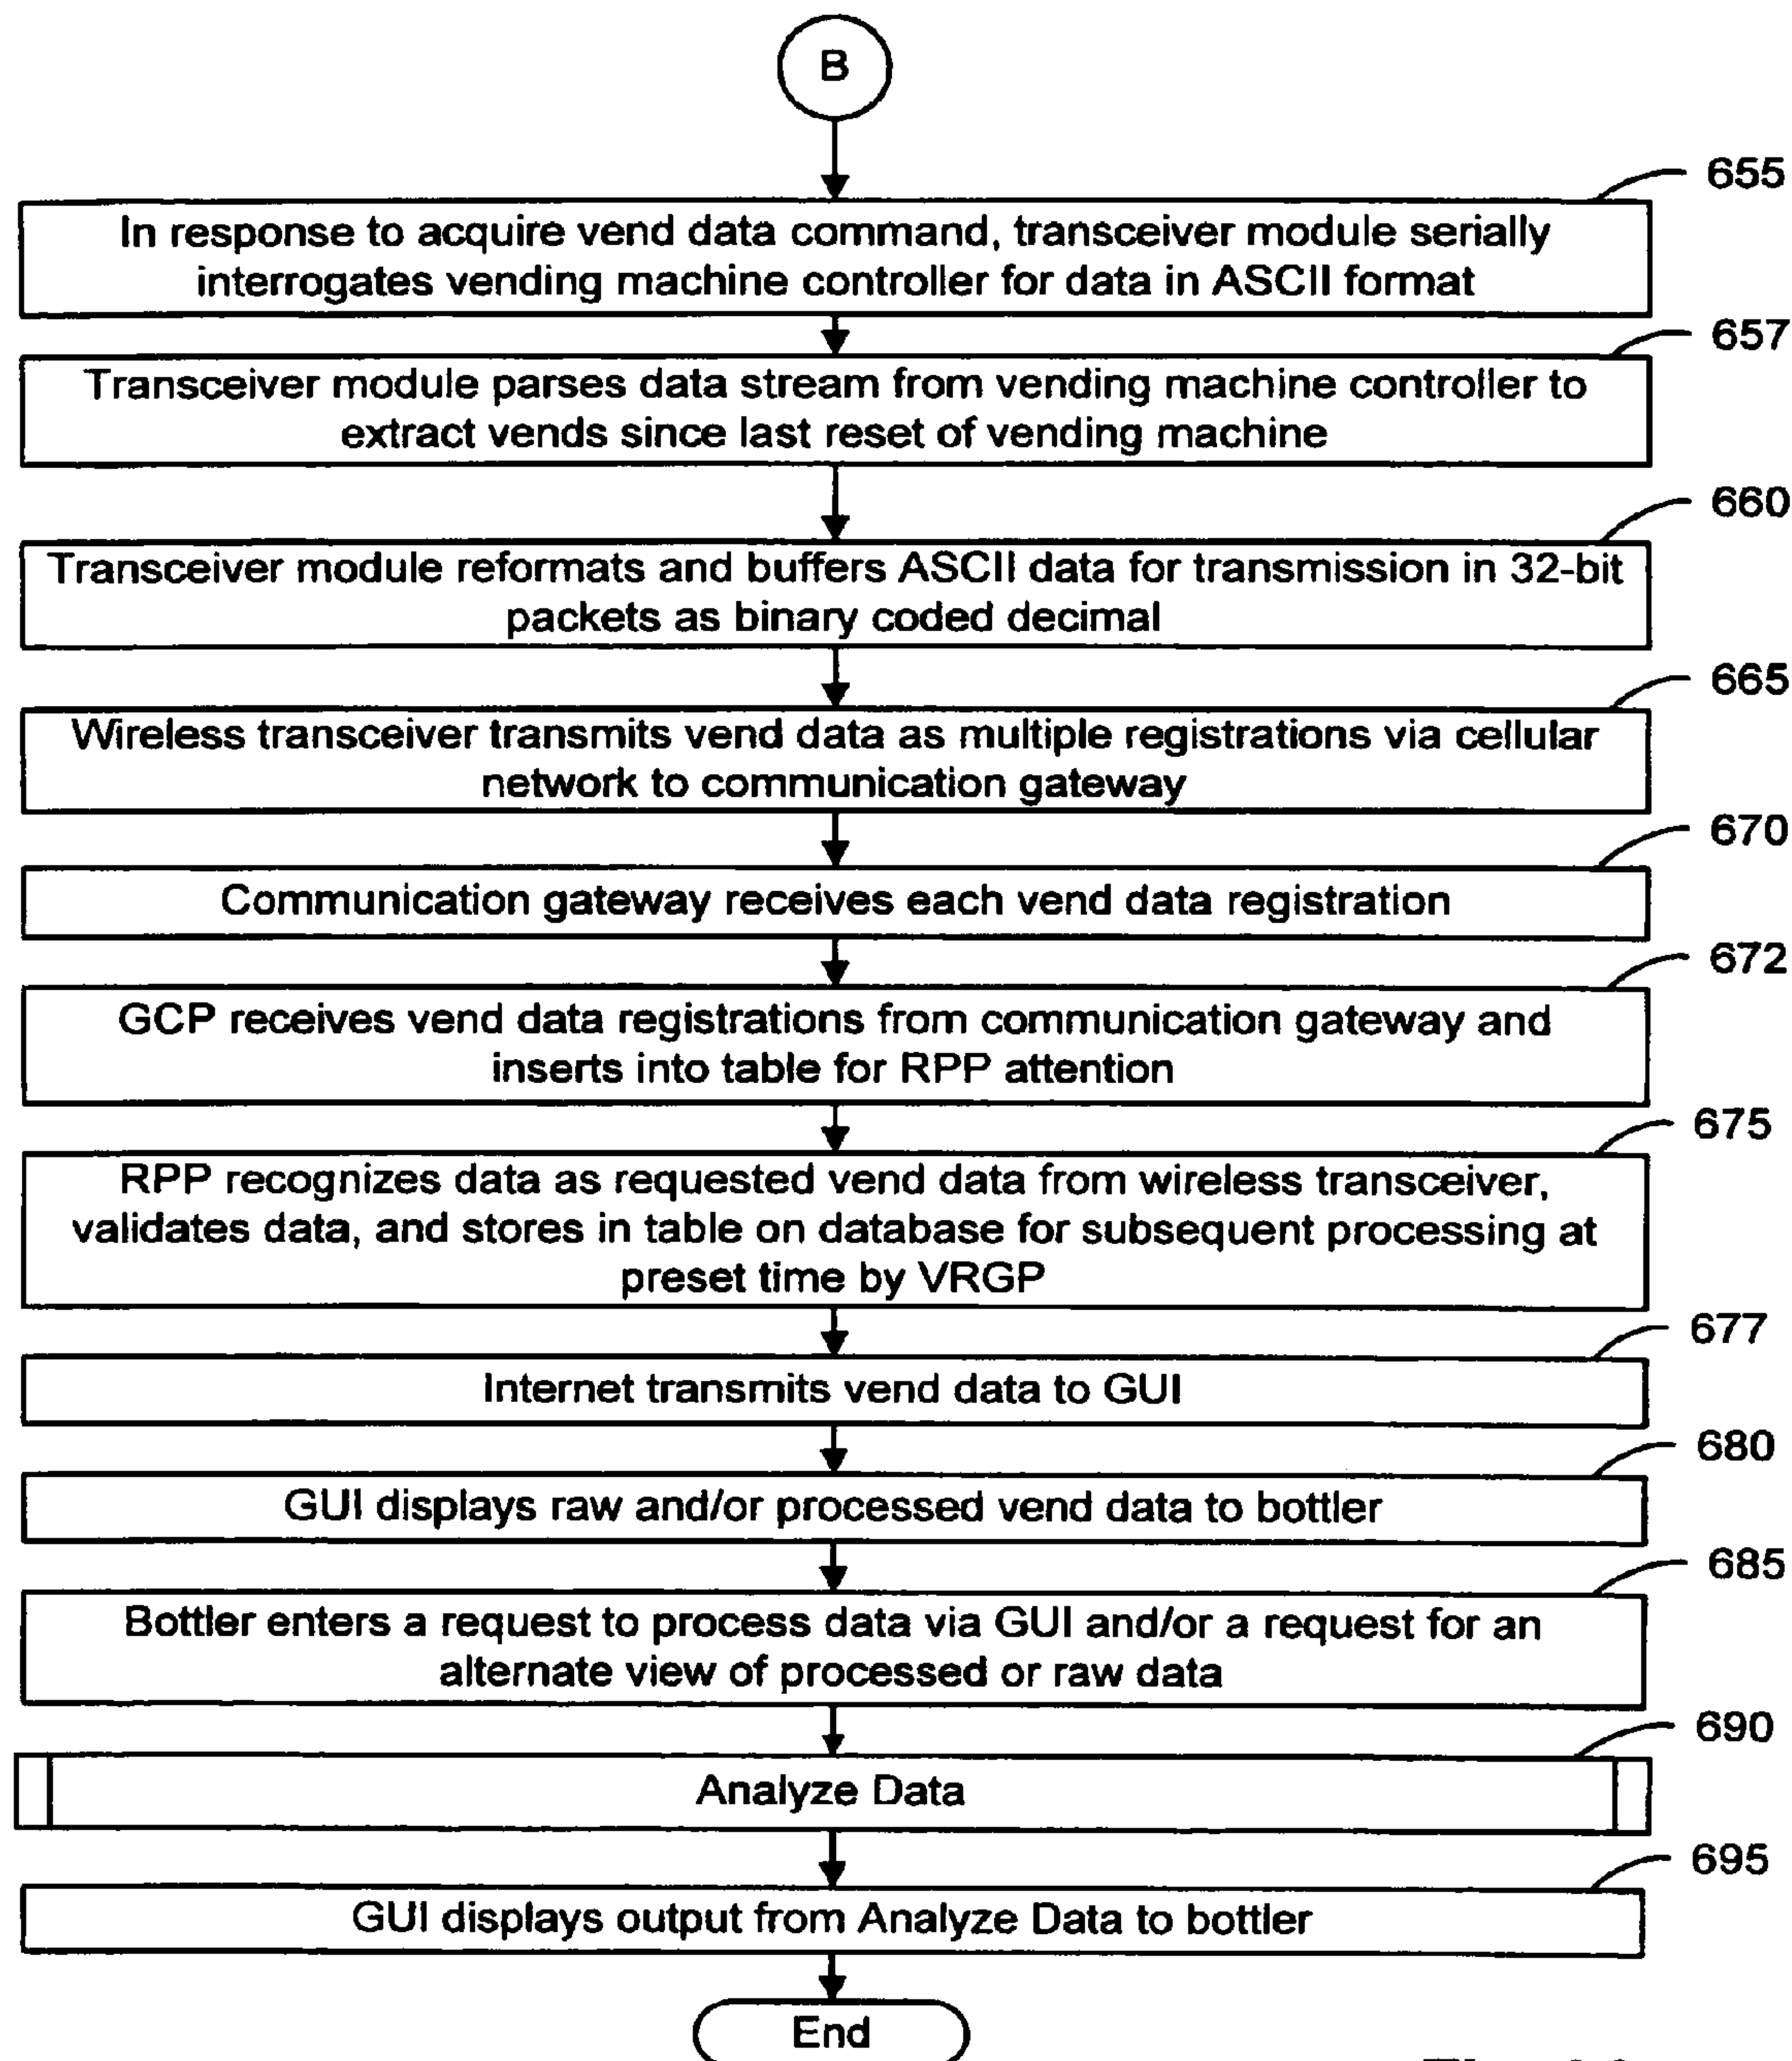 B
655
In response to acquire vend data command, transceiver module serially
interrogates vending machine controller for data in ASCII format
657
Transceiver module parses data stream from vending machine controller to
extract vends since last reset of vending machine
660
Transceiver module reformats and buffers ASCII data for transmission in 32-bit
packets as binary coded decimal
665
Wireless transceiver transmits vend data as multiple registrations via cellular
network to communication gateway
670
Communication gateway receives each vend data registration
672
GCP receives vend data registrations from communication gateway and
inserts into table for RPP attention
675
RPP recognizes data as requested vend data from wireless transceiver,
validates data, and stores in table on database for subsequent processing at
preset time by VRGP
677
Internet transmits vend data to GUI
680
GUI displays raw and/or processed vend data to bottler
685
Bottler enters a request to process data via GUI and/or a request for an
alternate view of processed or raw data
690
Analyze Data
695
GUI displays output from Analyze Data to bottler
End